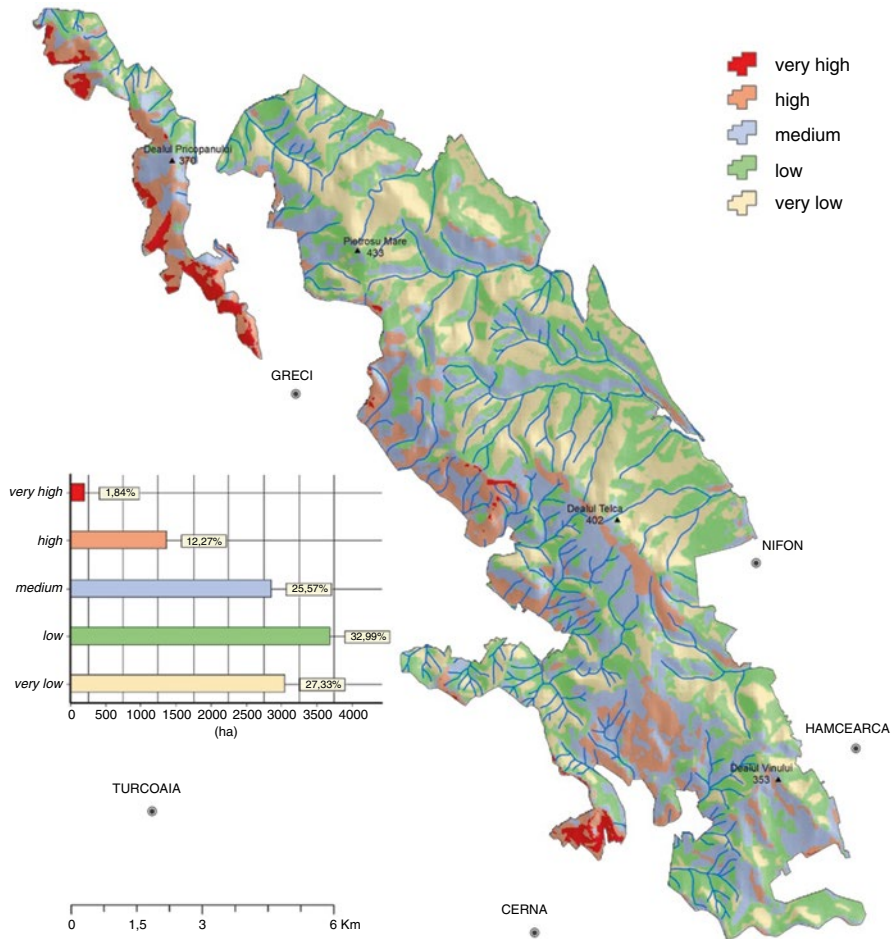 very high
high
medium
low
very low
Dealul Pricopanului
370
Pietrosu Mare
433
GRECI
very high
1,84%
high
12,27%
medium
25,57%
low
32,99%
very low
27,33%
0 500 1000 1500 2000 2500 3000 3500 4000
(ha)
Dealul Telca
402
NIFON
HAMCEARCA
Dealul Vinului
353
TURCOAIA
CERNA
0 1,5 3 6 Km